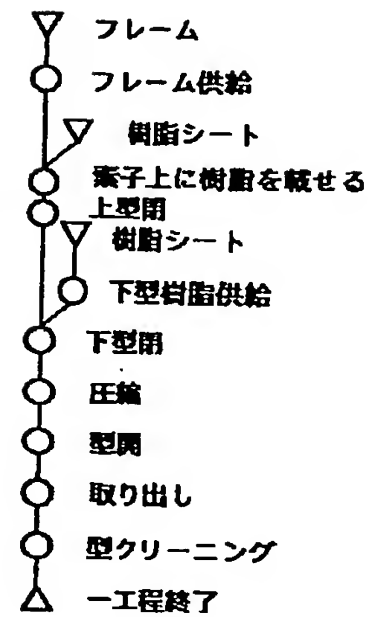 フレーム
フレーム供給
樹脂シート
素子上に樹脂を載せる
上型閉
樹脂シート
下型樹脂供給
下型閉
圧縮
型開
取り出し
型クリーニング
一工程終了